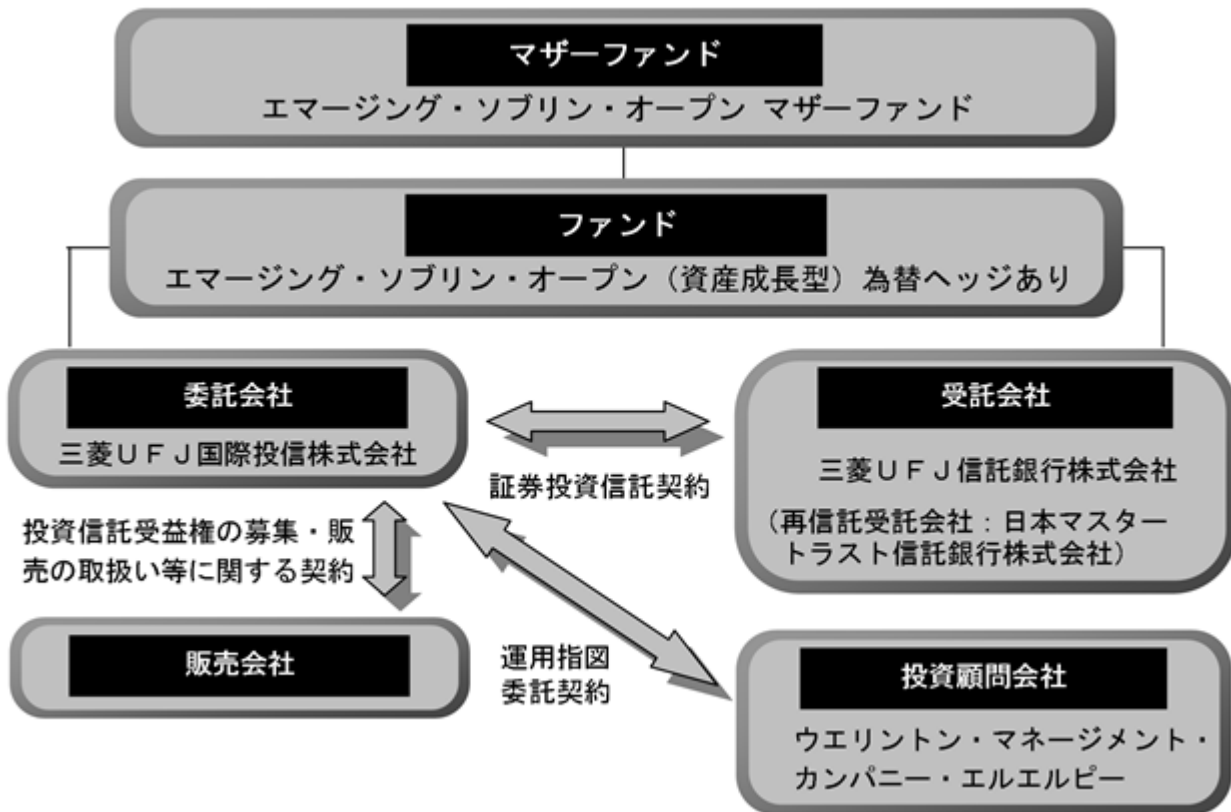 マザーファンド
エマージング・ソブリン・オープン マザーファンド
ファンド
エマージング・ソブリン・オープン（資産成長型）為替ヘッジあり
委託会社
三菱ＵＦＪ国際投信株式会社
受託会社
三菱ＵＦＪ信託銀行株式会社
（再信託受託会社：日本マスター
トラスト信託銀行株式会社）
証券投資信託契約
投資信託受益権の募集・販
売の取扱い等に関する契約
販売会社
運用指図
委託契約
投資顧問会社
ウエリントン・マネージメント・
カンパニー・エルエルピー